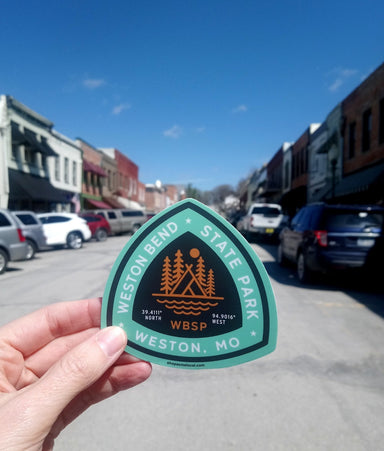 WESTON BEND STATE PARK
39.4111°
NORTH
94.9016°
WEST
WBSP
WESTON, MO